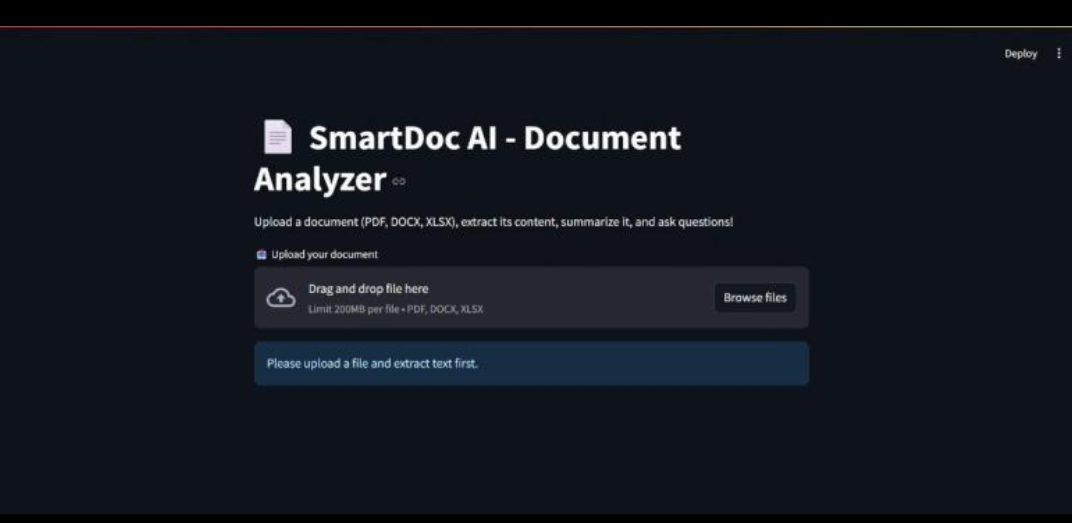 Deploy
SmartDoc AI - Document
Analyzer
Upload a document (PDF, DOCX, XLSX), extract its content, summarize it, and ask questions!
Upload your document
Drag and drop file here
Limit 200MB per file • PDF, DOCX, XLSX
Browse files
Please upload a file and extract text first.